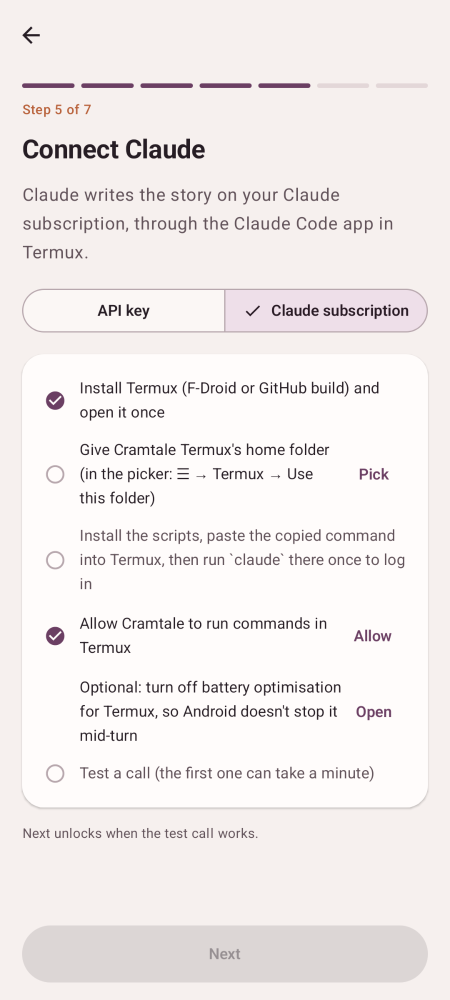 Step 5 of 7
Connect Claude
Claude writes the story on your Claude
subscription, through the Claude Code app in
Termux.
API key
Claude subscription
Install Termux (F-Droid or GitHub build) and
open it once
Give Cramtale Termux's home folder
(in the picker: ☰ → Termux → Use
this folder)
Pick
Install the scripts, paste the copied command
into Termux, then run `claude` there once to log
in
Allow Cramtale to run commands in
Termux
Allow
Optional: turn off battery optimisation
for Termux, so Android doesn't stop it
mid-turn
Open
Test a call (the first one can take a minute)
Next unlocks when the test call works.
Next